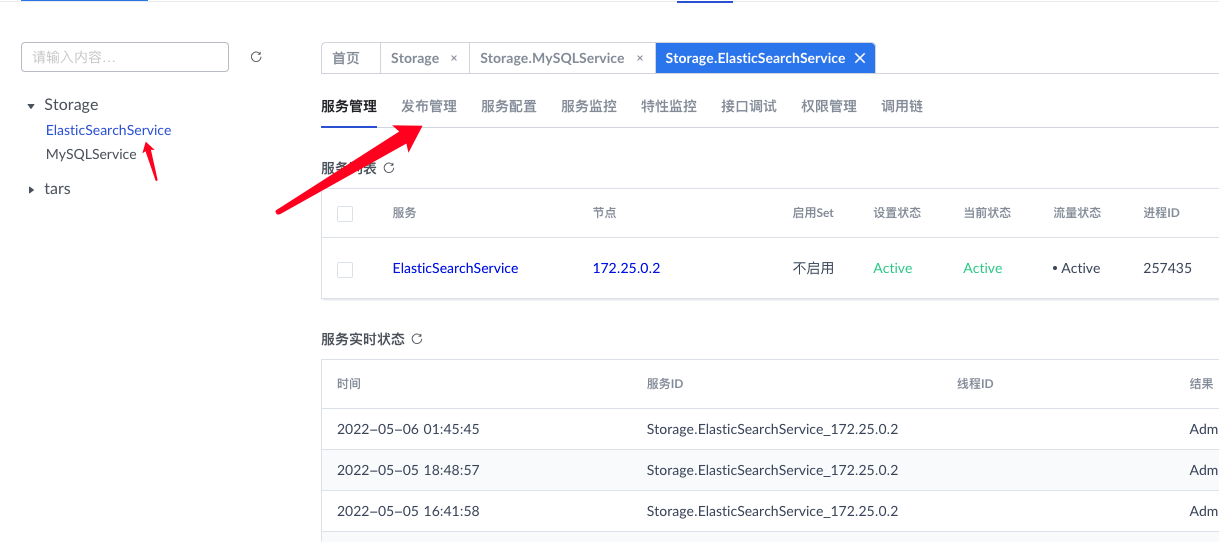 请输入内容...
首页 Storage × Storage.MySQLService × Storage.ElasticSearchService ×
Storage
ElasticSearchService
MySQLService
tars
服务管理 发布管理 服务配置 服务监控 特性监控 接口调试 权限管理 调用链
服务列表
服务 节点 启用Set 设置状态 当前状态 流量状态 进程ID
ElasticSearchService 172.25.0.2 不启用 Active Active • Active 257435
服务实时状态
时间 服务ID 线程ID 结果
2022-05-06 01:45:45 Storage.ElasticSearchService_172.25.0.2 Adm
2022-05-05 18:48:57 Storage.ElasticSearchService_172.25.0.2 Adm
2022-05-05 16:41:58 Storage.ElasticSearchService_172.25.0.2 Adm